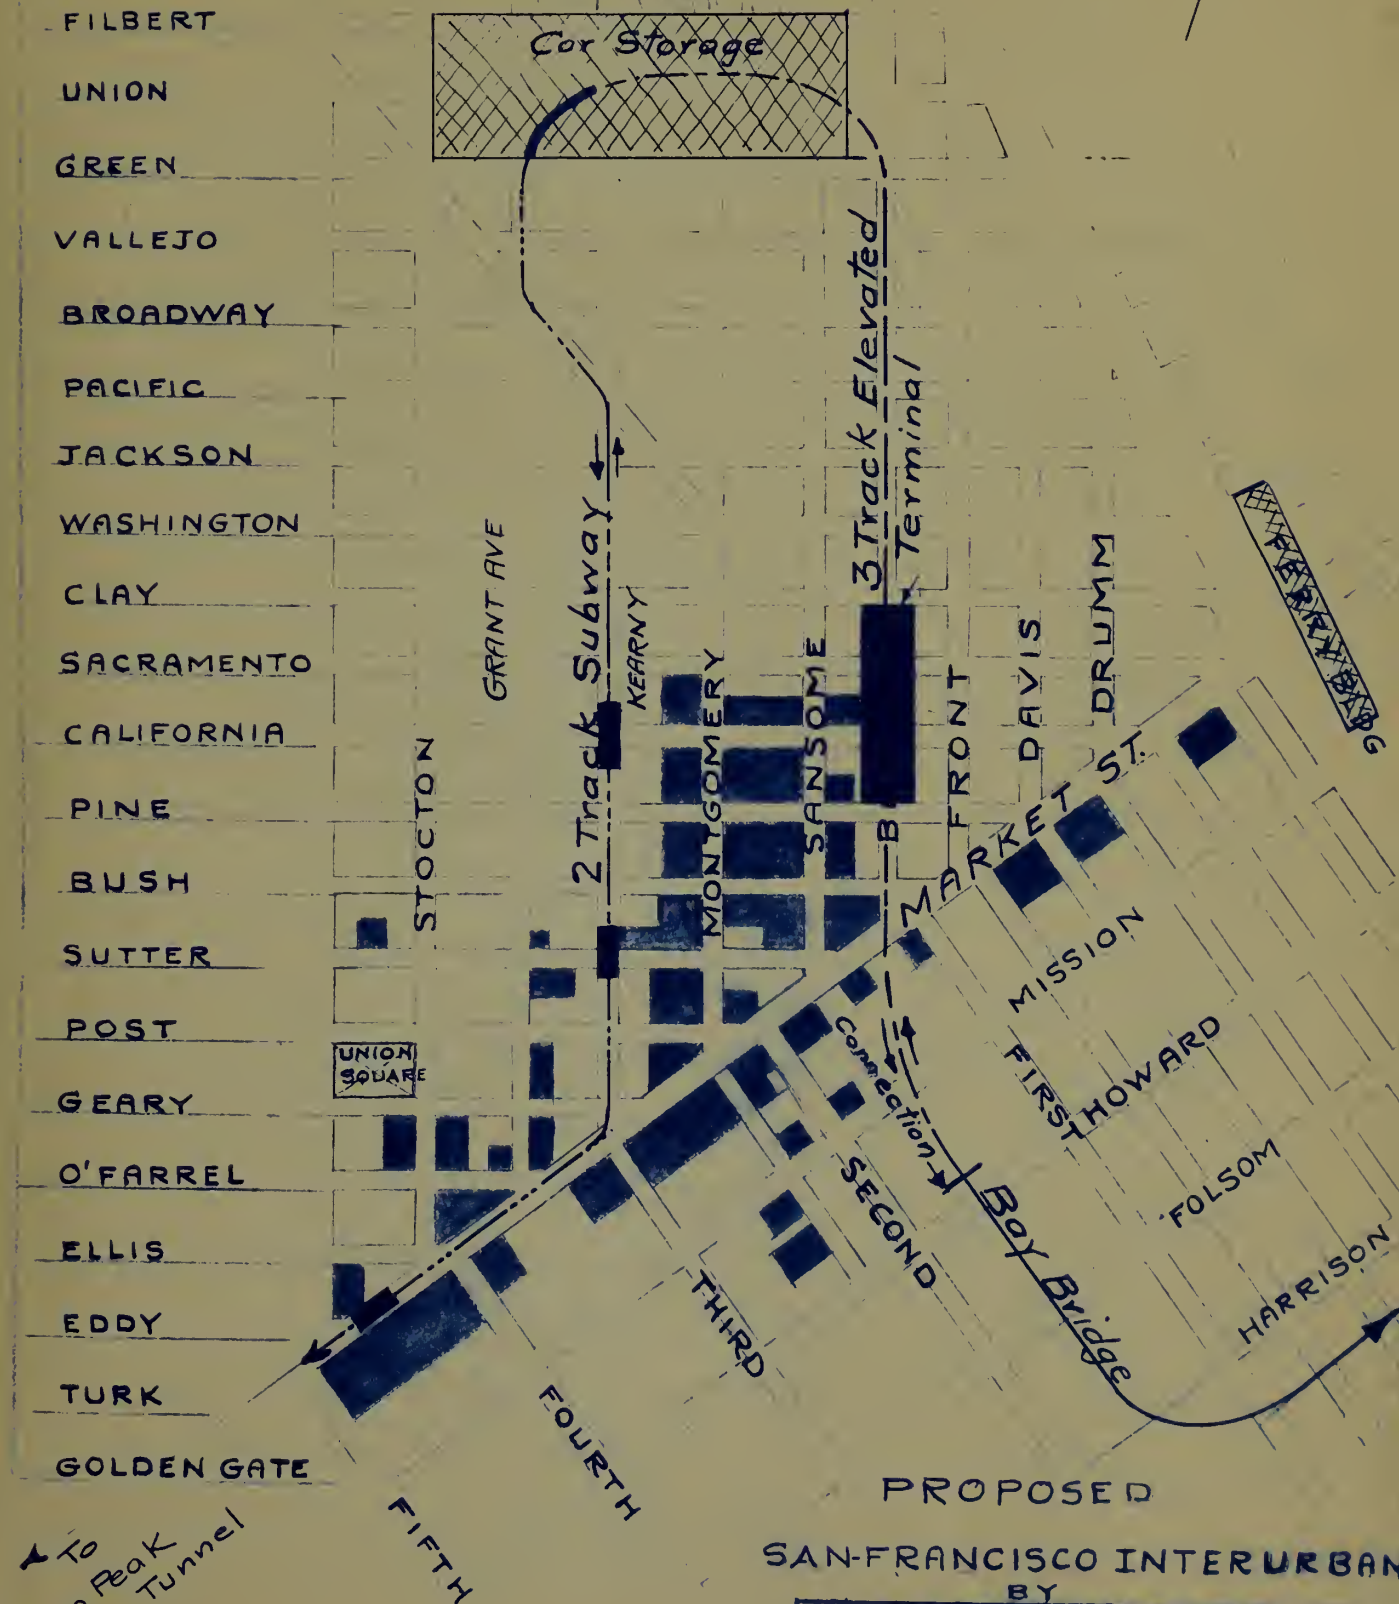 FILBERT
UNION
GREEN
VALLEJO
BROADWAY
PACIFIC
JACKSON
WASHINGTON
CLAY
SACRAMENTO
CALIFORNIA
PINE
BUSH
SUTTER
POST
GEARY
O'FARREL
ELLIS
EDDY
TURK
GOLDEN GATE
Car Storage
3 Track Elevated
Terminal
2 Track Subway
GRANT AVE
KEARNY
STOCKTON
MONTGOMERY
SANSOME
B
FRONT
DAVIS
DRUMM
FERRY BLDG
MARKET ST.
UNION
SQUARE
MISSION
HOWARD
FOLSOM
HARRISON
FIRST
SECOND
THIRD
FOURTH
FIFTH
Connection
Bay Bridge
To
Peak
Tunnel
PROPOSED
SAN-FRANCISCO INTERURBAN
BY